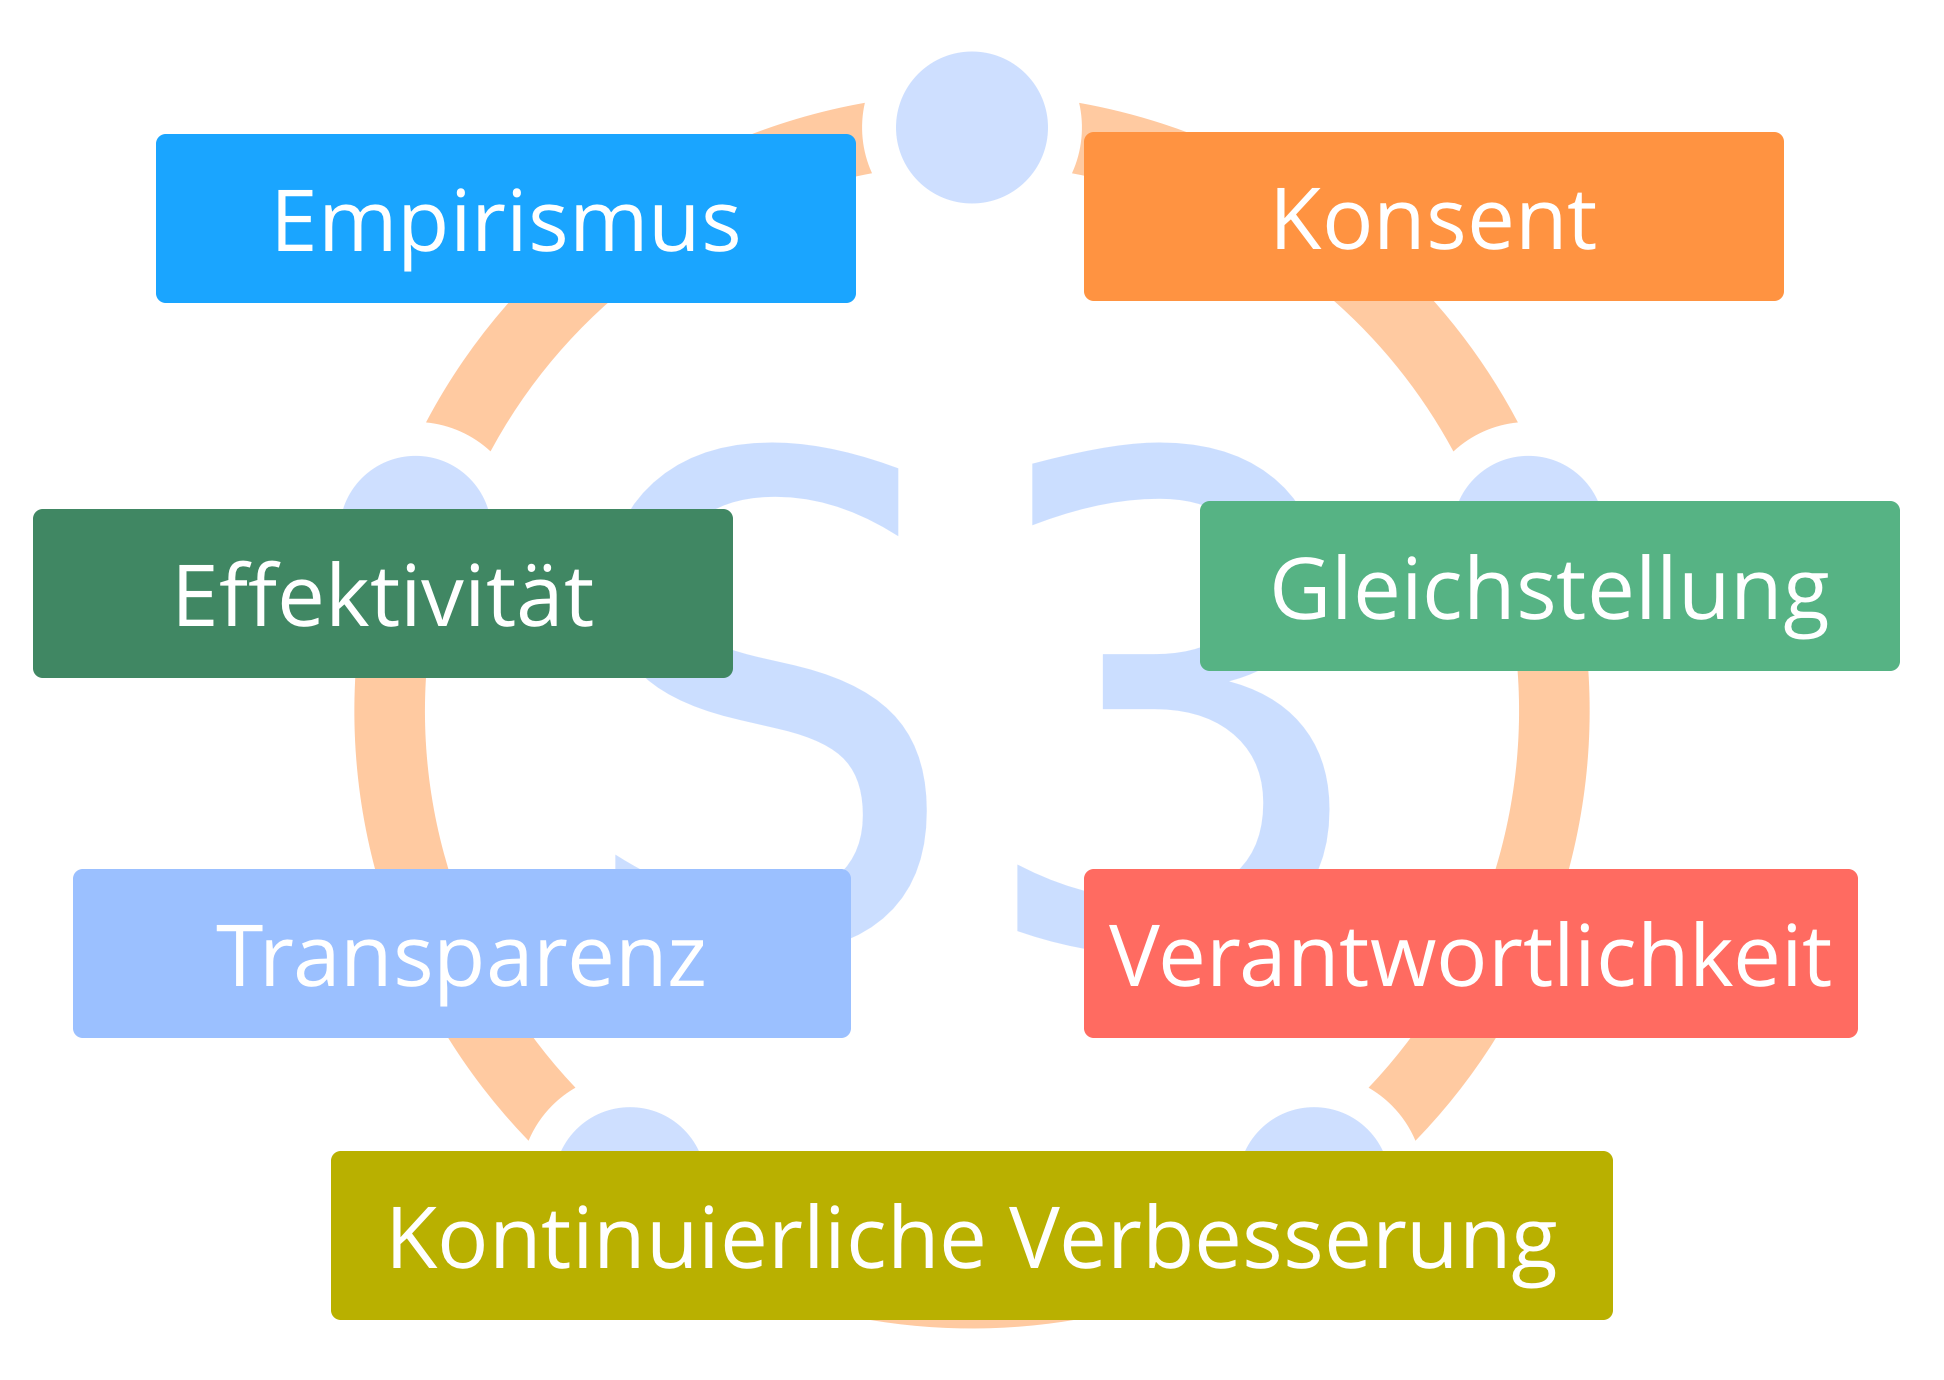 Empirismus
Konsent
Effektivität
Gleichstellung
S3
Transparenz
Verantwortlichkeit
Kontinuierliche Verbesserung